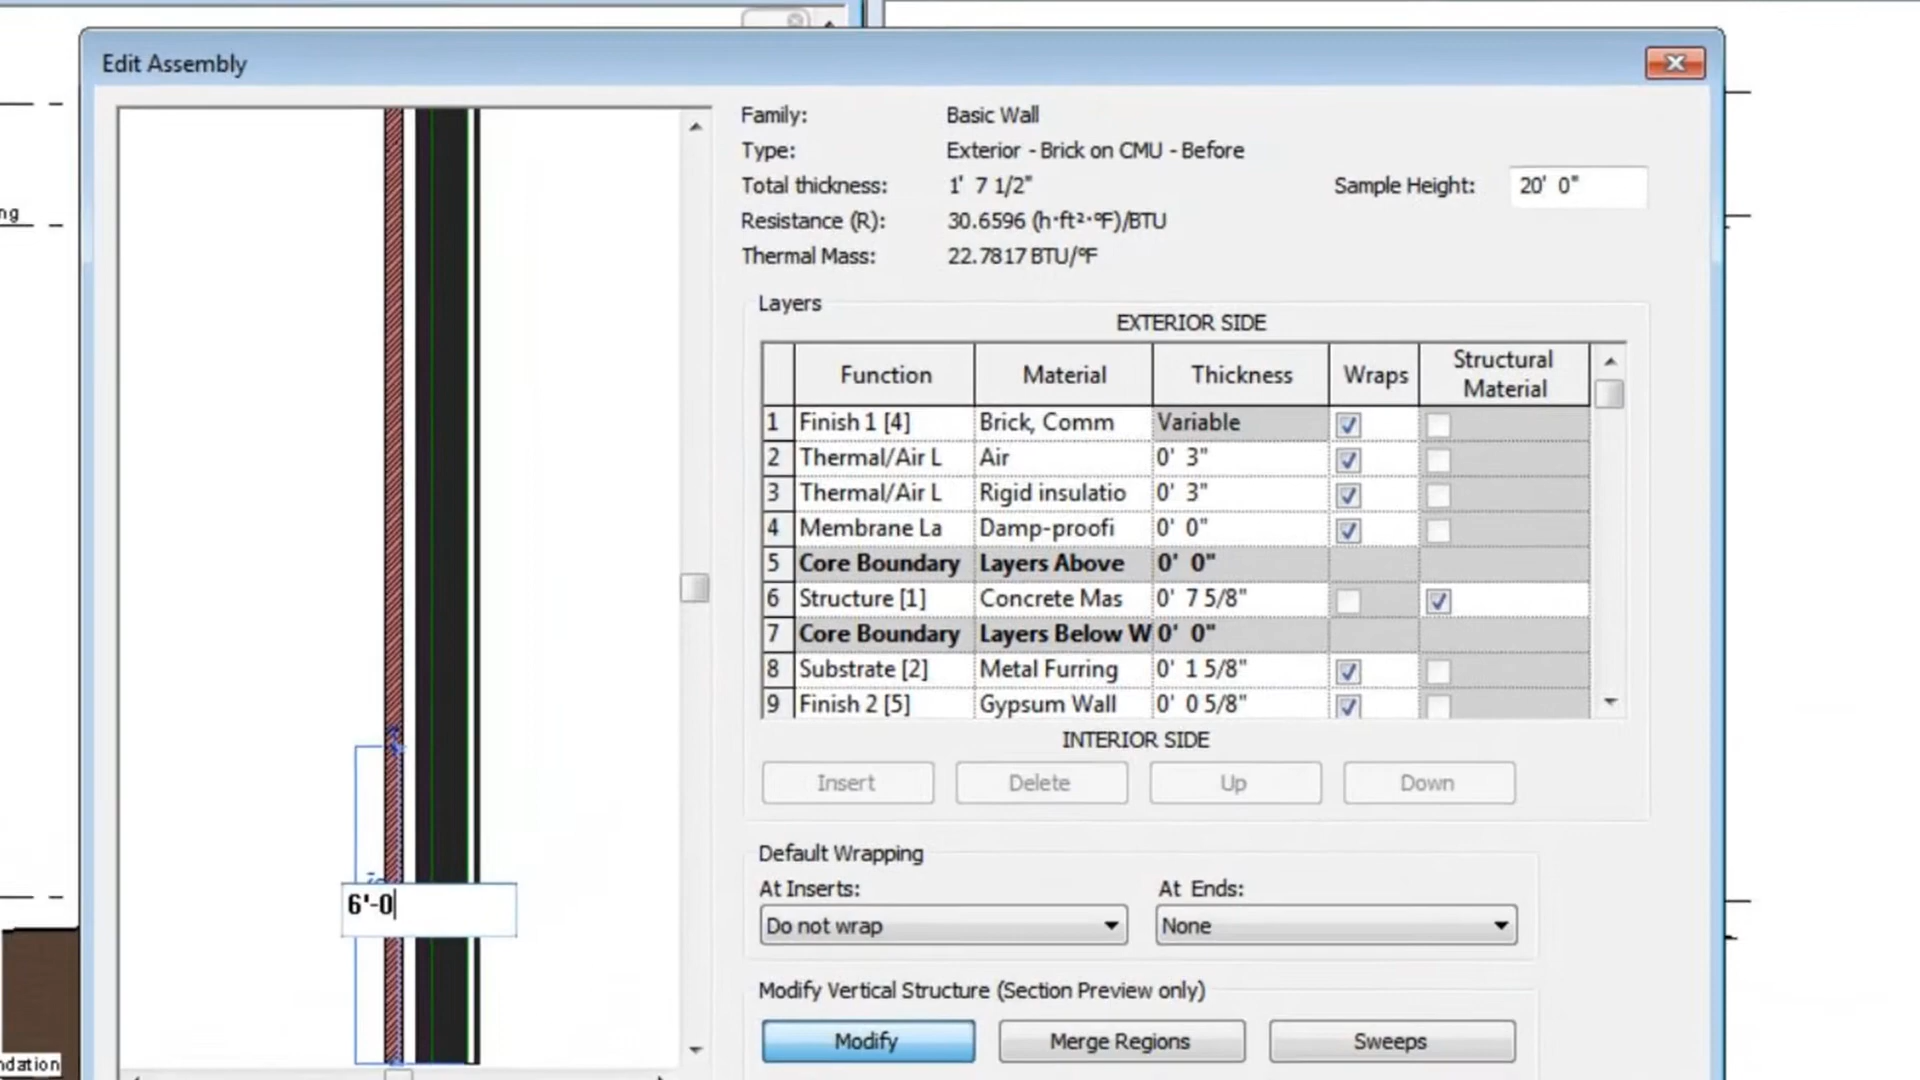 Edit Assembly
Family: Basic Wall
Type: Exterior - Brick on CMU - Before
Total thickness: 1' 7 1/2" Sample Height: 20' 0"
Resistance (R): 30.6596 (h·ft²·°F)/BTU
Thermal Mass: 22.7817 BTU/°F
ng
Layers
EXTERIOR SIDE
Function Material Thickness Wraps Structural Material
1 Finish 1 [4] Brick, Comm Variable
2 Thermal/Air L Air 0' 3"
3 Thermal/Air L Rigid insulatio 0' 3"
4 Membrane La Damp-proofi 0' 0"
5 Core Boundary Layers Above 0' 0"
6 Structure [1] Concrete Mas 0' 7 5/8"
7 Core Boundary Layers Below W 0' 0"
8 Substrate [2] Metal Furring 0' 1 5/8"
9 Finish 2 [5] Gypsum Wall 0' 0 5/8"
INTERIOR SIDE
Insert Delete Up Down
Default Wrapping
At Inserts: At Ends:
6'-0
Do not wrap None
Modify Vertical Structure (Section Preview only)
Modify Merge Regions Sweeps
ndation